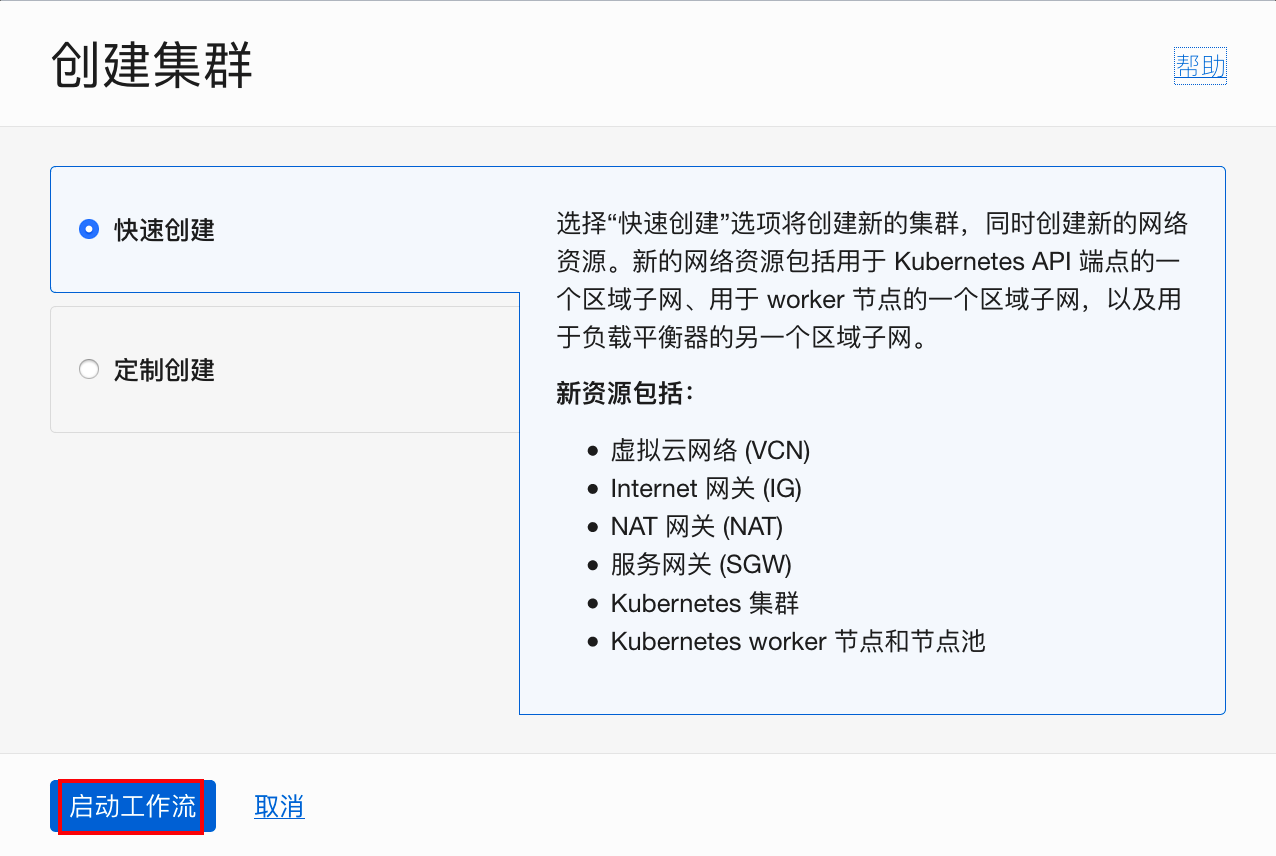 创建集群
帮助
快速创建
定制创建
选择“快速创建”选项将创建新的集群，同时创建新的网络
资源。新的网络资源包括用于 Kubernetes API 端点的一
个区域子网、用于 worker 节点的一个区域子网，以及用
于负载平衡器的另一个区域子网。
新资源包括：
• 虚拟云网络 (VCN)
• Internet 网关 (IG)
• NAT 网关 (NAT)
• 服务网关 (SGW)
• Kubernetes 集群
• Kubernetes worker 节点和节点池
启动工作流
取消